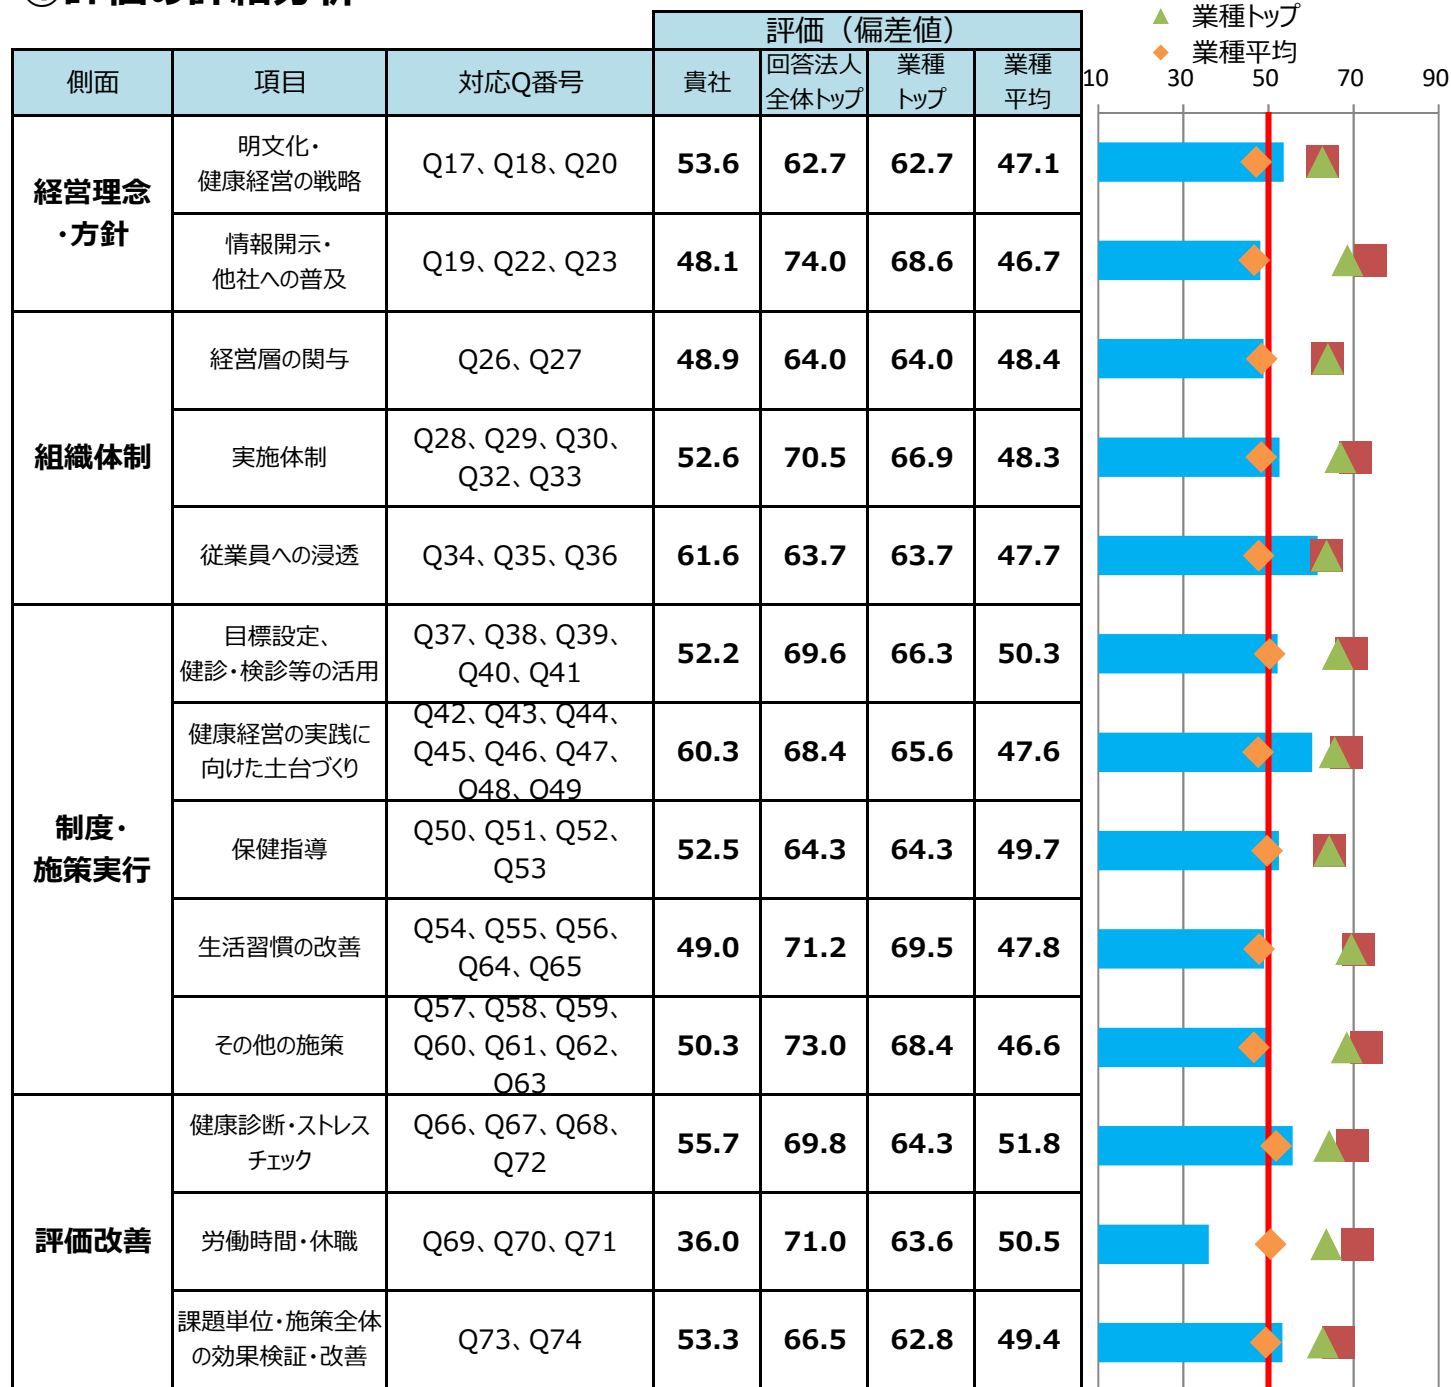 ▲ 業種トップ
◆ 業種平均
評価（偏差値）
側面 項目 対応Q番号 貴社 回答法人 業種 業種
全体トップ トップ 平均
10 30 50 70 90
経営理念
・方針
明文化・
健康経営の戦略
Q17、Q18、Q20 53.6 62.7 62.7 47.1
情報開示・
他社への普及
Q19、Q22、Q23 48.1 74.0 68.6 46.7
組織体制
経営層の関与 Q26、Q27 48.9 64.0 64.0 48.4
実施体制
Q28、Q29、Q30、
Q32、Q33
52.6 70.5 66.9 48.3
従業員への浸透 Q34、Q35、Q36 61.6 63.7 63.7 47.7
制度・
施策実行
目標設定、
健診・検診等の活用
Q37、Q38、Q39、
Q40、Q41
52.2 69.6 66.3 50.3
健康経営の実践に
向けた土台づくり
Q42、Q43、Q44、
Q45、Q46、Q47、
Q48、Q49
60.3 68.4 65.6 47.6
保健指導
Q50、Q51、Q52、
Q53
52.5 64.3 64.3 49.7
生活習慣の改善
Q54、Q55、Q56、
Q64、Q65
49.0 71.2 69.5 47.8
その他の施策
Q57、Q58、Q59、
Q60、Q61、Q62、
Q63
50.3 73.0 68.4 46.6
評価改善
健康診断・ストレス
チェック
Q66、Q67、Q68、
Q72
55.7 69.8 64.3 51.8
労働時間・休職 Q69、Q70、Q71 36.0 71.0 63.6 50.5
課題単位・施策全体
の効果検証・改善
Q73、Q74 53.3 66.5 62.8 49.4